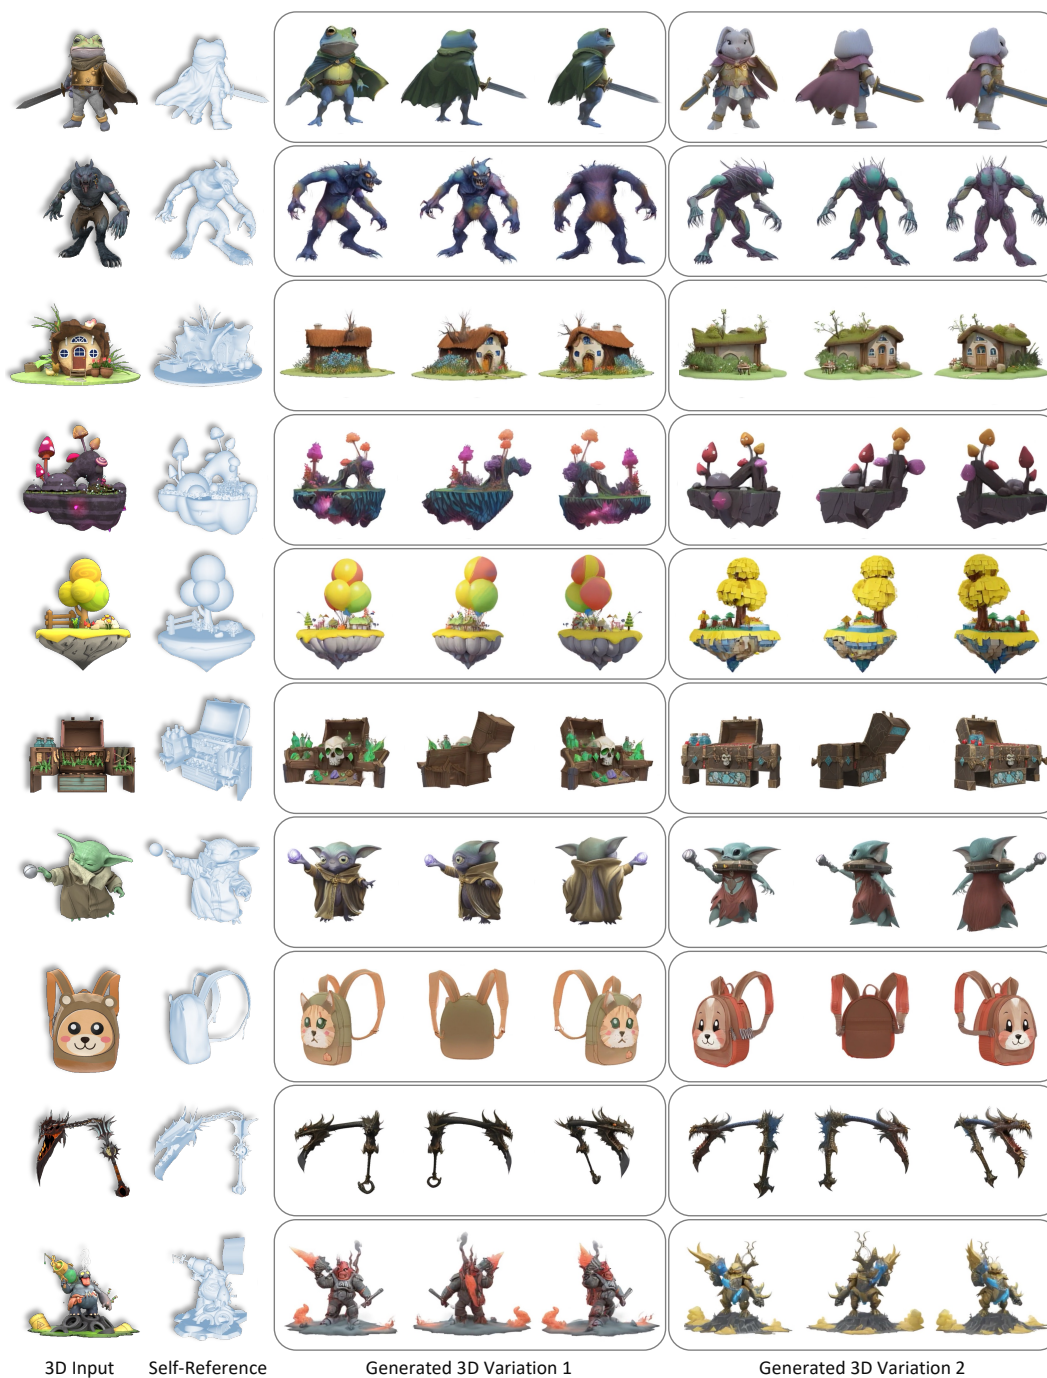 3D Input
Self-Reference
Generated 3D Variation 1
Generated 3D Variation 2